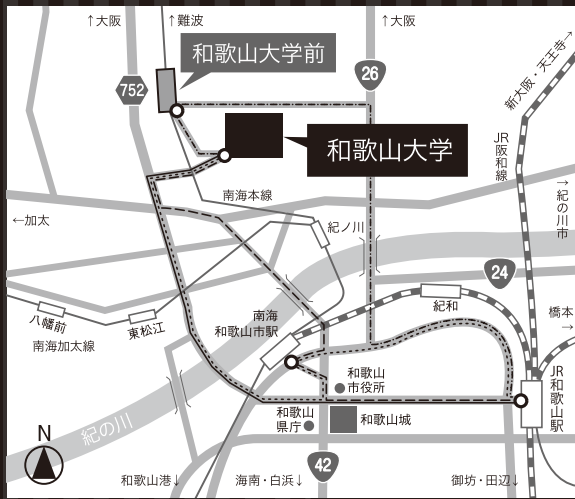 ↑大阪
↑難波
↑大阪
和歌山大学前
752
26
新大阪・天王寺→
和歌山大学
JR
阪和線
→紀の川市
南海本線
←加太
紀ノ川
24
八幡前
東松江
南海加太線
南海
和歌山市駅
紀和
橋本
→
和歌山
市役所
JR
和歌山駅
和歌山
県庁
和歌山城
紀の川
N
42
和歌山港↓
海南・白浜↓
御坊・田辺↓